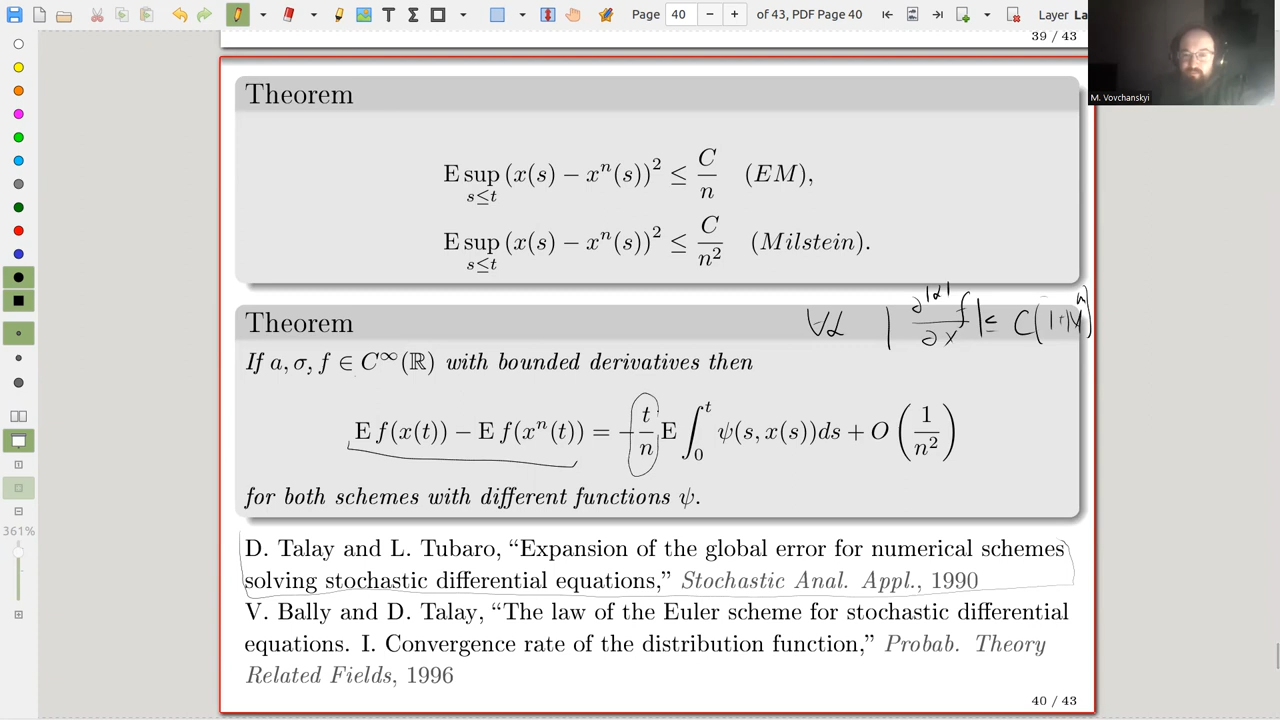 Page 40 of 43, PDF Page 40 Layer La
M. Vovchanskyi
361%
39 / 43
Theorem
E sup_{s≤t} (x(s) − x^n(s))^2 ≤ C/n (EM),
E sup_{s≤t} (x(s) − x^n(s))^2 ≤ C/n^2 (Milstein).
∀α |∂^{|α|} f / ∂x| ≤ C(1+|x|^n)
Theorem
If a, σ, f ∈ C^∞(ℝ) with bounded derivatives then
E f(x(t)) − E f(x^n(t)) = −t/n E ∫_0^t ψ(s, x(s))ds + O(1/n^2)
for both schemes with different functions ψ.
D. Talay and L. Tubaro, “Expansion of the global error for numerical schemes
solving stochastic differential equations,” Stochastic Anal. Appl., 1990
V. Bally and D. Talay, “The law of the Euler scheme for stochastic differential
equations. I. Convergence rate of the distribution function,” Probab. Theory
Related Fields, 1996
40 / 43